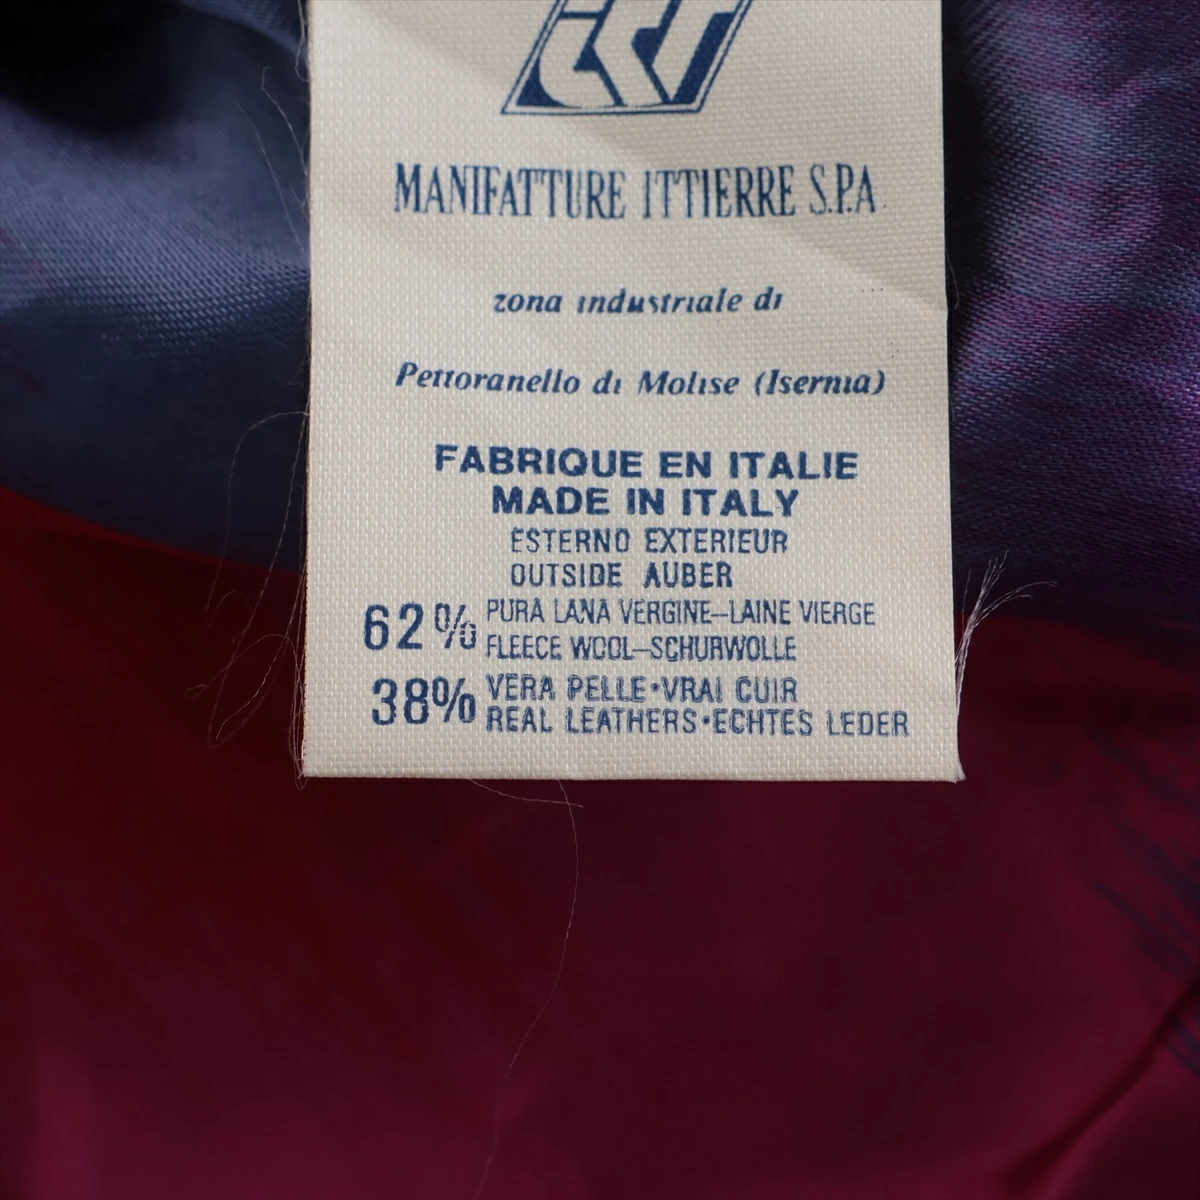 MANIFATTURE ITTIERRE S.P.A.
zona industriale di
Pettoranello di Molise (Isernia)
FABRIQUE EN ITALIE
MADE IN ITALY
ESTERNO EXTERIEUR
OUTSIDE AUBER
62% PURA LANA VERGINE-LAINE VIERGE
FLEECE WOOL-SCHURWOLLE
38% VERA PELLE·VRAI CUIR
REAL LEATHERS·ECHTES LEDER